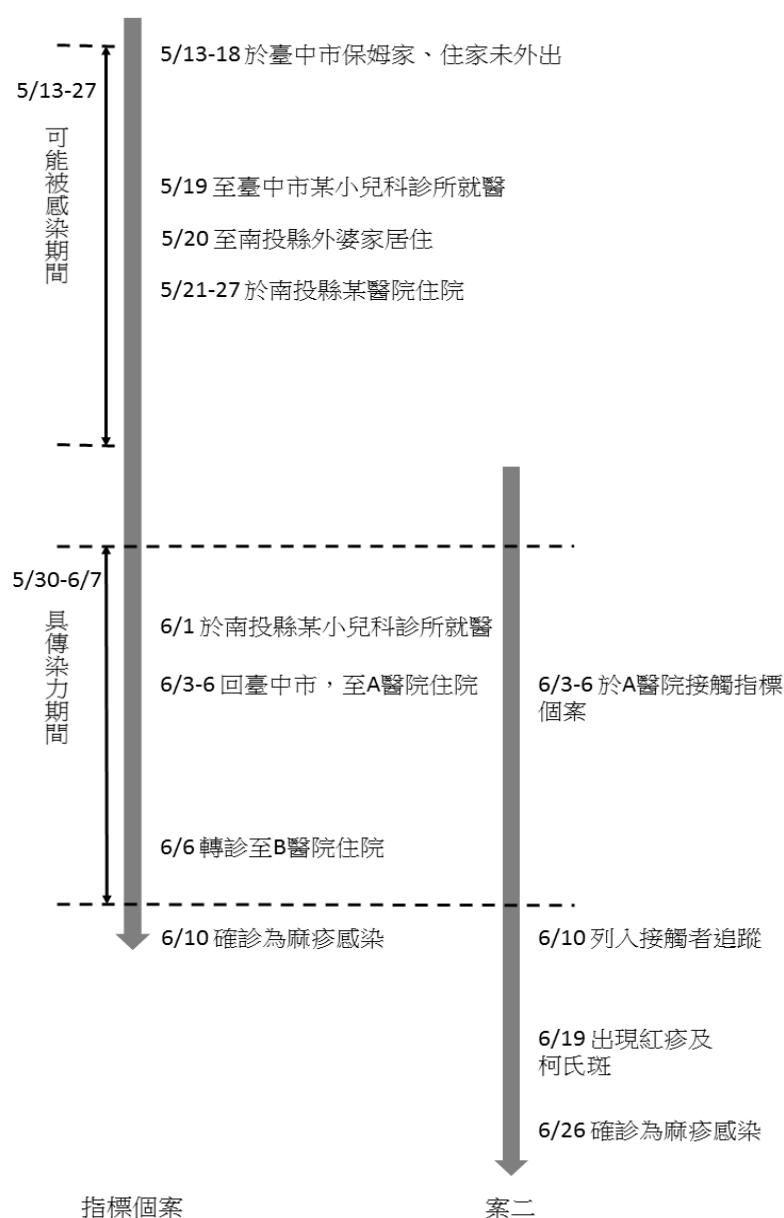 5/13-27
可能被感染期間
5/13-18 於臺中市保姆家、住家未外出
5/19 至臺中市某小兒科診所就醫
5/20 至南投縣外婆家居住
5/21-27 於南投縣某醫院住院
5/30-6/7
具傳染力期間
6/1 於南投縣某小兒科診所就醫
6/3-6 回臺中市，至A醫院住院
6/6 轉診至B醫院住院
6/10 確診為麻疹感染
6/3-6 於A醫院接觸指標
個案
6/10 列入接觸者追蹤
6/19 出現紅疹及
柯氏斑
6/26 確診為麻疹感染
指標個案
案二